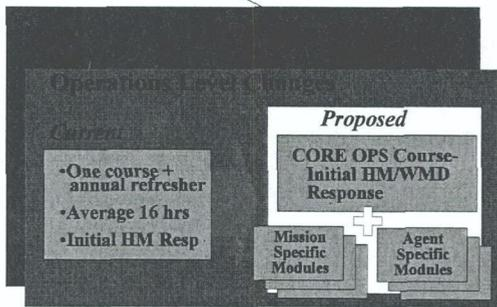 Operations Level Changes
Current
•One course +
annual refresher
•Average 16 hrs
•Initial HM Resp
Proposed
CORE OPS Course-
Initial HM/WMD
Response
Mission
Specific
Modules
Agent
Specific
Modules